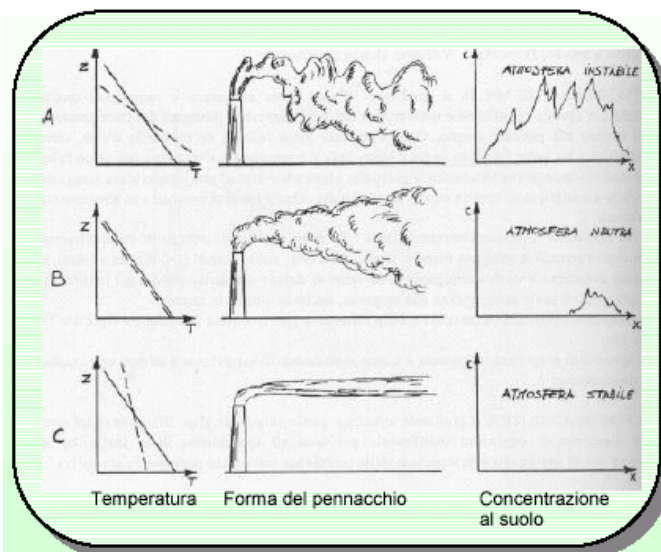 Z
T
A
C
ATMOSFERA INSTABILE
X
Z
T
B
C
ATMOSFERA NEUTRA
X
Z
T
C
C
ATMOSFERA STABILE
X
Temperatura
Forma del pennacchio
Concentrazione
al suolo